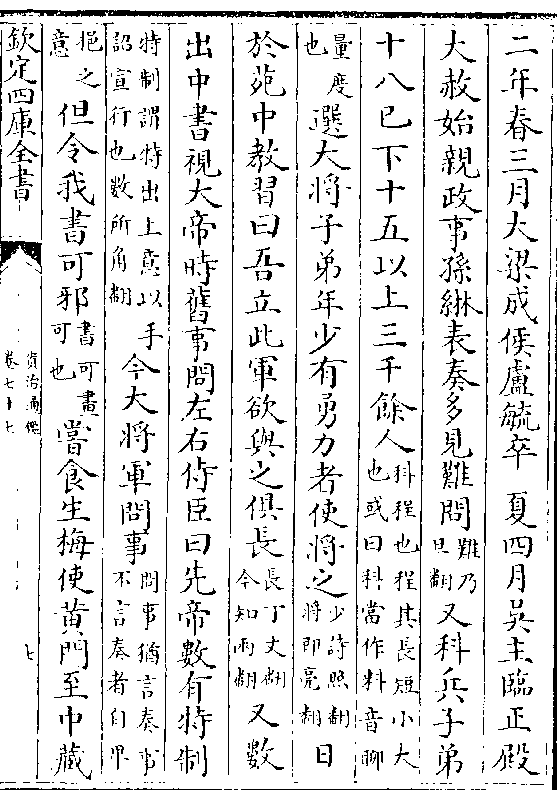 二年春三月大梁成侯盧毓卒　夏四月吳主臨正殿
大赦始親政事孫綝表奏多見難問難乃旦翻又科兵子弟
十八已下十五以上三千餘人科程也程其長短小大也或曰科當作料音聊
量度也選大將子弟年少有勇力者使將之少詩照翻將即亮翻日
於苑中教習曰吾立此軍欲與之俱長長丁丈翻今知兩翻又數
出中書視大帝時舊事問左右侍臣曰先帝數有特制
特制謂特出上意以手詔宣行也數所角翻今大將軍問事問事猶言奏事不言奏者自卑
挹之意但令我書可邪書可畫可也嘗食生梅使黃門至中藏
欽定四庫全書
資治通鑑
卷七十七
七